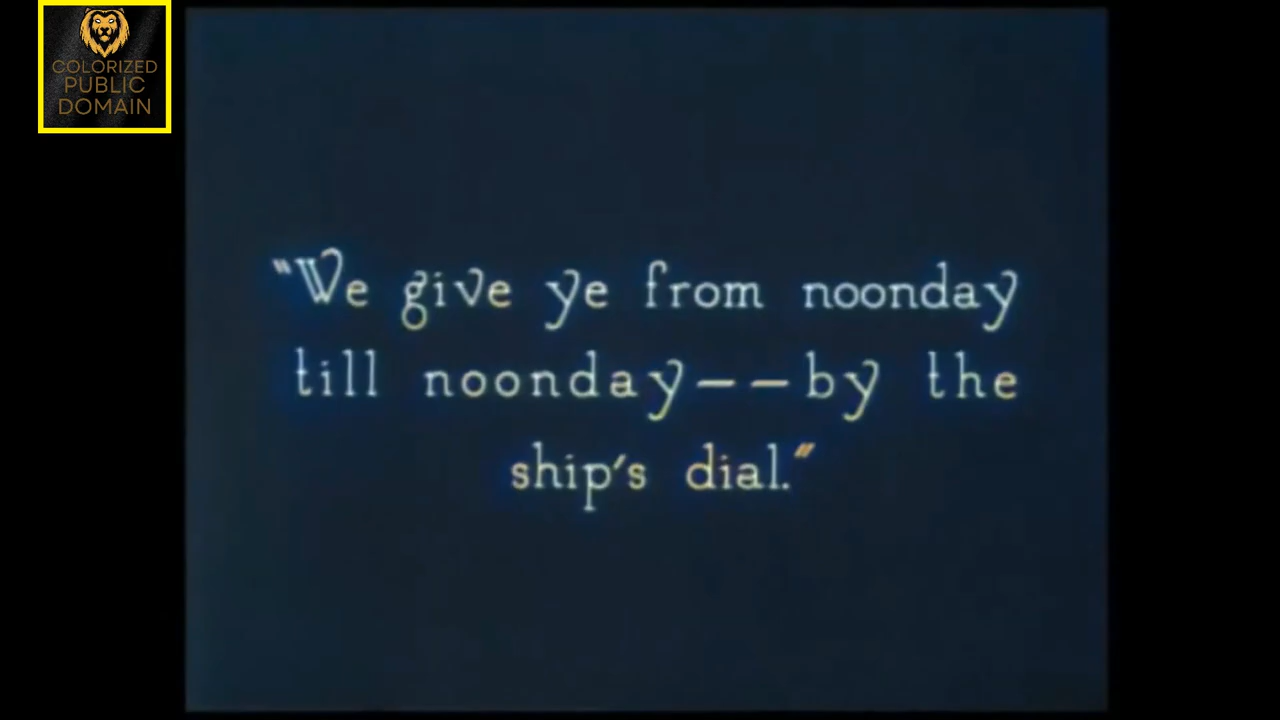 COLORIZED
PUBLIC
DOMAIN
"We give ye from noonday
till noonday--by the
ship's dial."